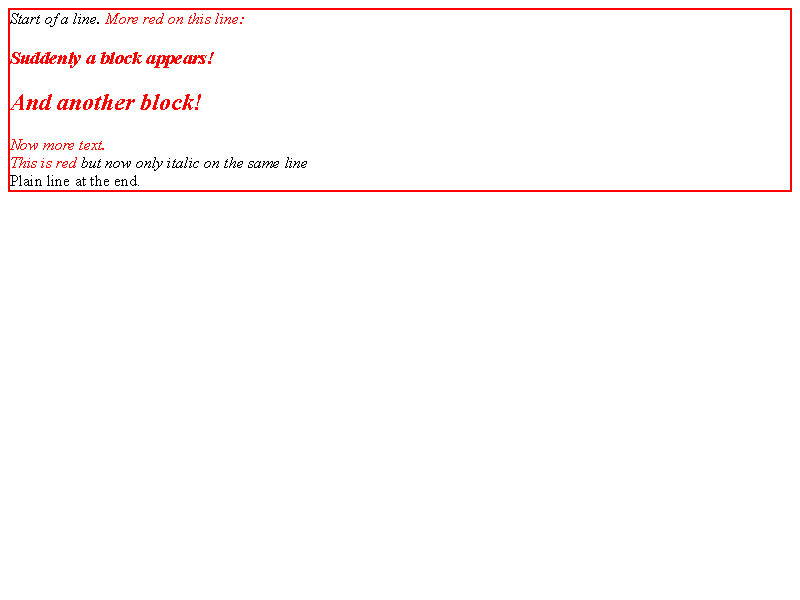 Start of a line. More red on this line:
Suddenly a block appears!
And another block!
Now more text.
This is red but now only italic on the same line
Plain line at the end.